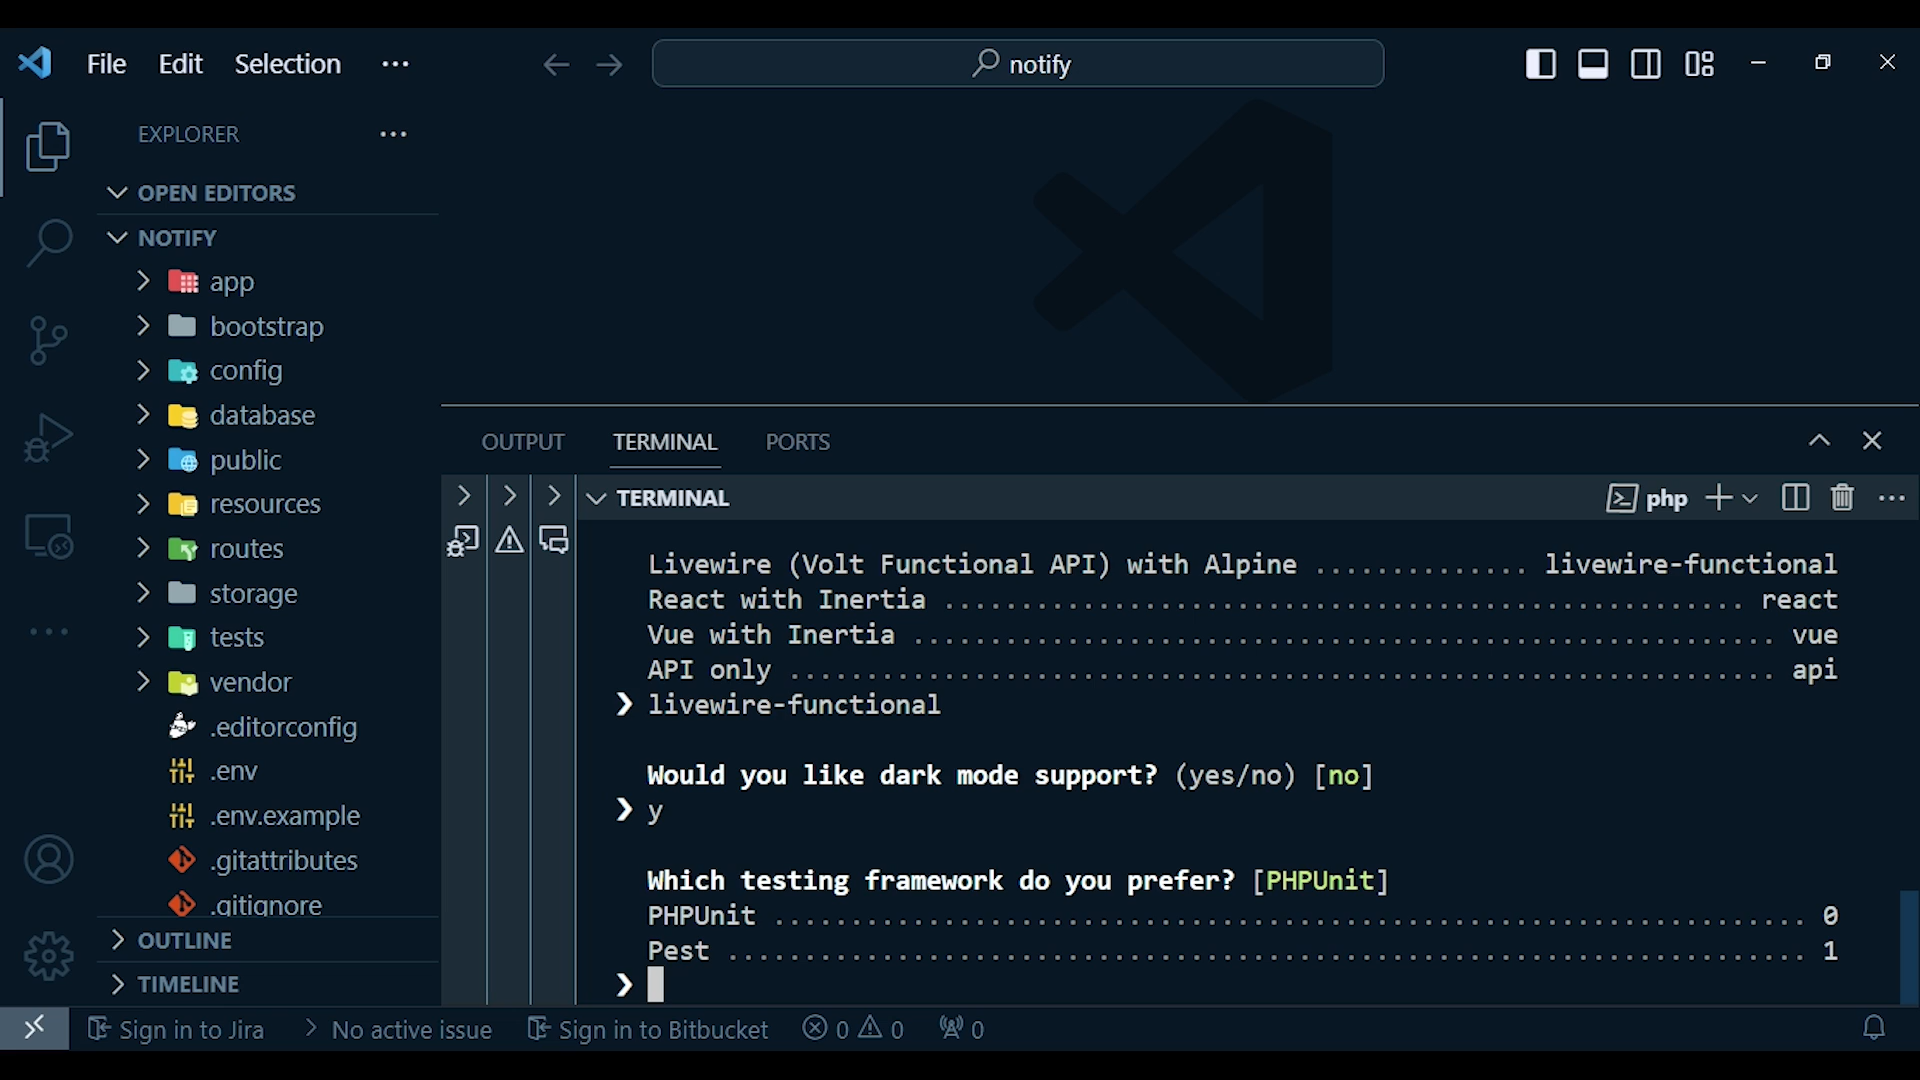 File Edit Selection ···
notify
EXPLORER ···
OPEN EDITORS
NOTIFY
app
bootstrap
config
database
public
resources
routes
storage
tests
vendor
.editorconfig
.env
.env.example
.gitattributes
.gitignore
OUTLINE
TIMELINE
OUTPUT TERMINAL PORTS
TERMINAL
php
Livewire (Volt Functional API) with Alpine .............. livewire-functional
React with Inertia .................................................... react
Vue with Inertia ........................................................ vue
API only ................................................................ api
❯ livewire-functional
Would you like dark mode support? (yes/no) [no]
❯ y
Which testing framework do you prefer? [PHPUnit]
PHPUnit ................................................................... 0
Pest ...................................................................... 1
❯
Sign in to Jira > No active issue Sign in to Bitbucket 0 0 0